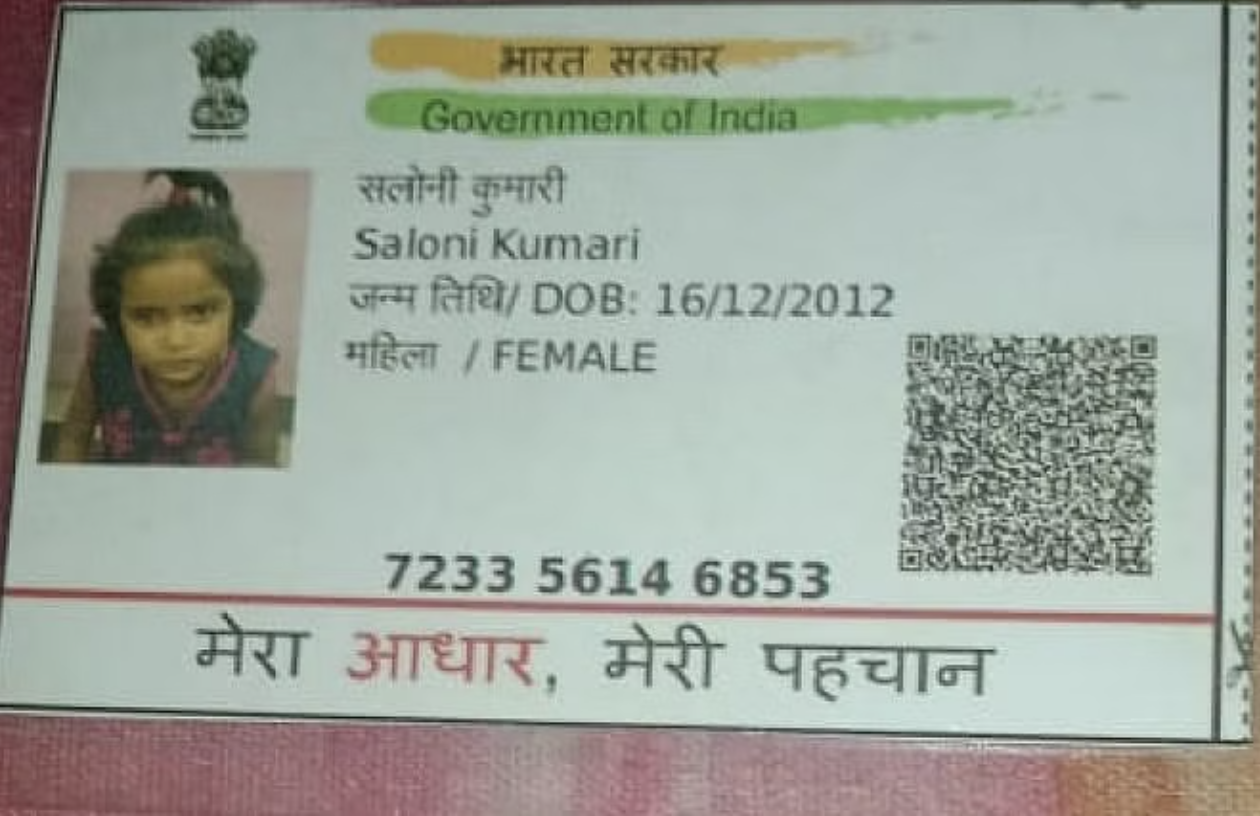 भारत सरकार
Government of India
सलोनी कुमारी
Saloni Kumari
जन्म तिथि/ DOB: 16/12/2012
महिला / FEMALE
7233 5614 6853
मेरा आधार, मेरी पहचान